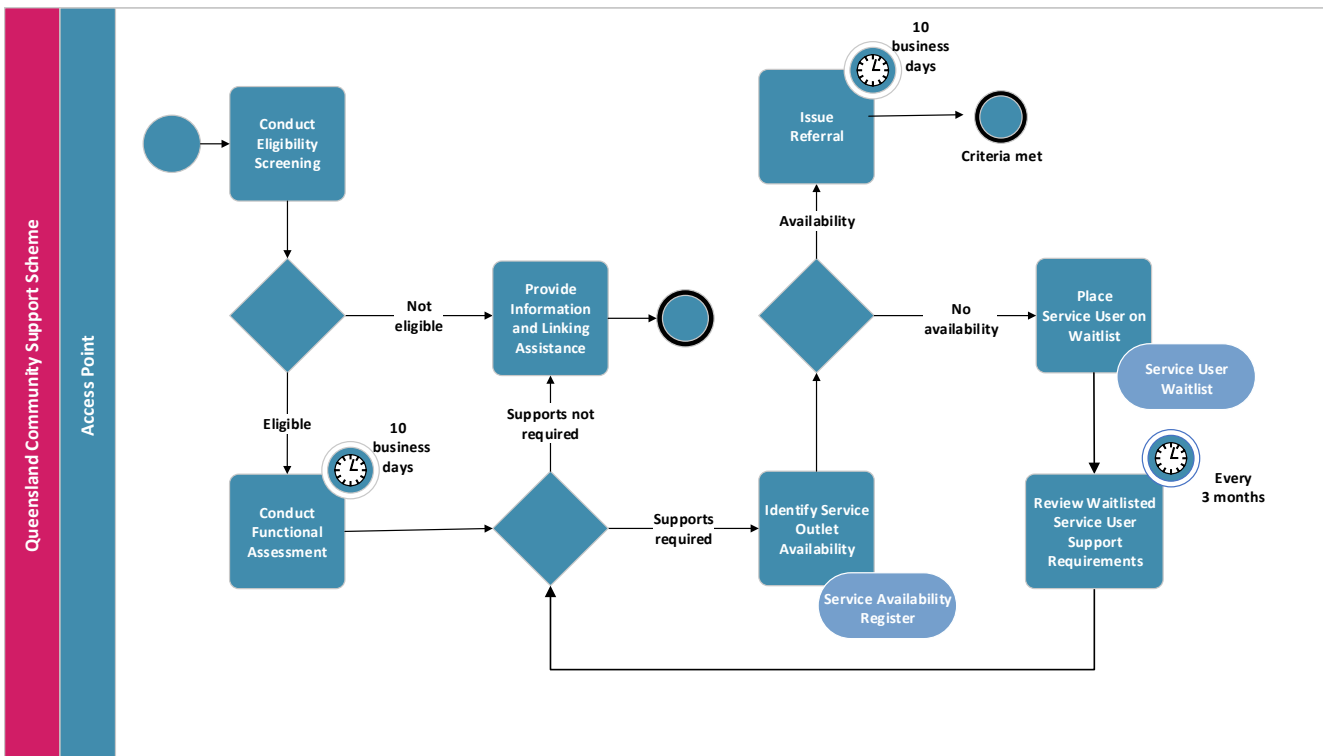 Queensland Community Support Scheme
Access Point
Conduct
Eligibility
Screening
Not
eligible
Eligible
10
business
days
Conduct
Functional
Assessment
Provide
Information
and Linking
Assistance
Supports not
required
Supports
required
Identify Service
Outlet
Availability
Service Availability
Register
Availability
10
business
days
Issue
Referral
Criteria met
No
availability
Place
Service User on
Waitlist
Service User
Waitlist
Every
3 months
Review Waitlisted
Service User
Support
Requirements